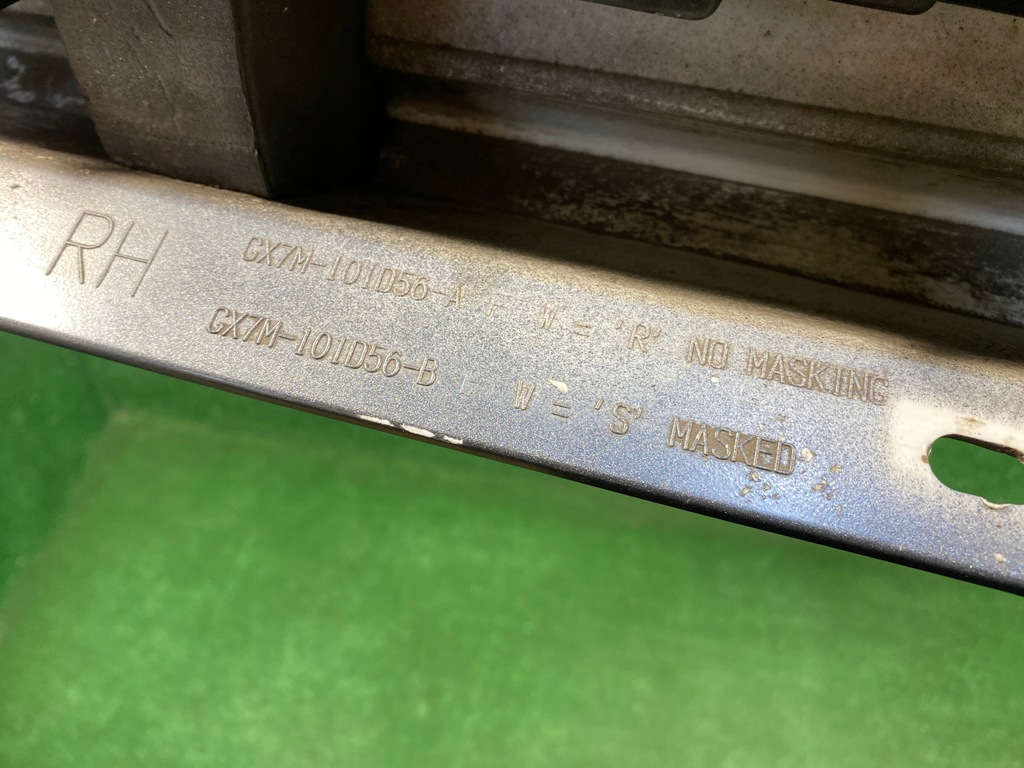 RH
GX7M-101D56-A - W = 'R' NO MASKING
GX7M-101D56-B - W = 'S' MASKED